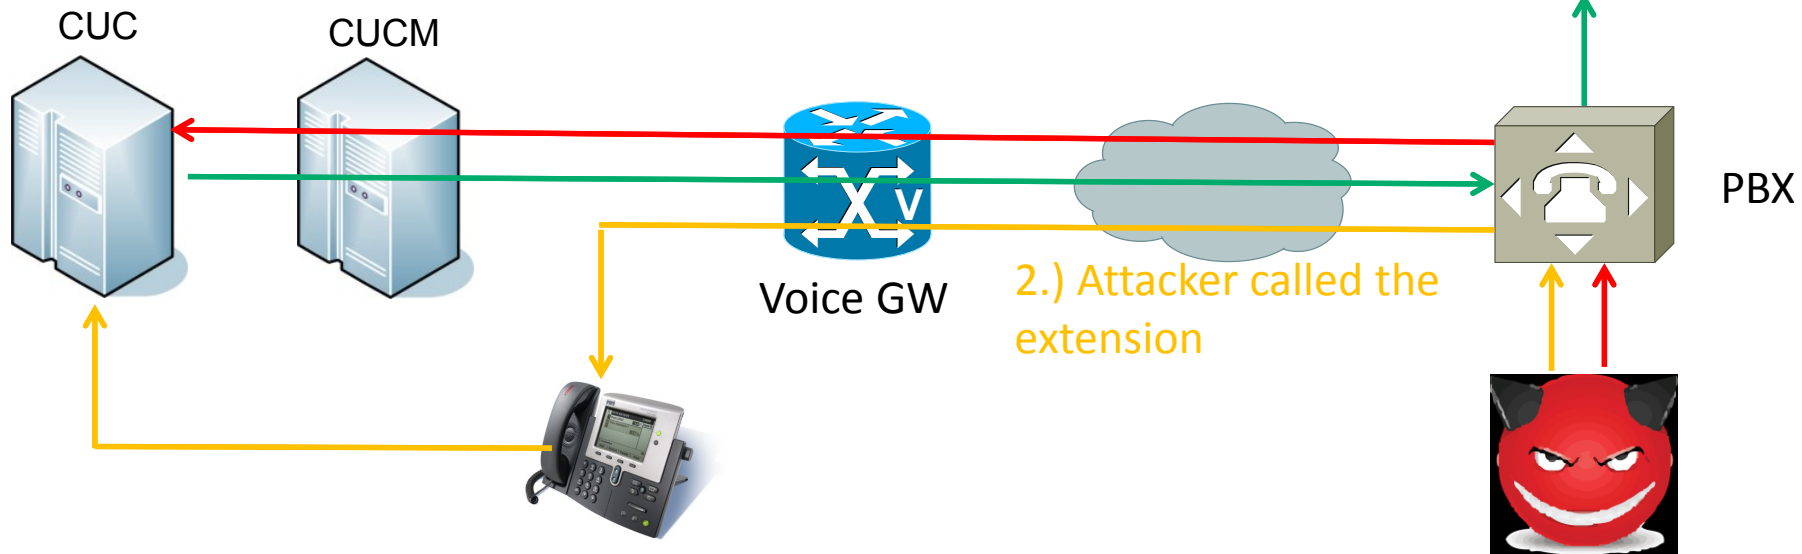 CUC
CUCM
PBX
V
Voice GW
2.) Attacker called the
extension